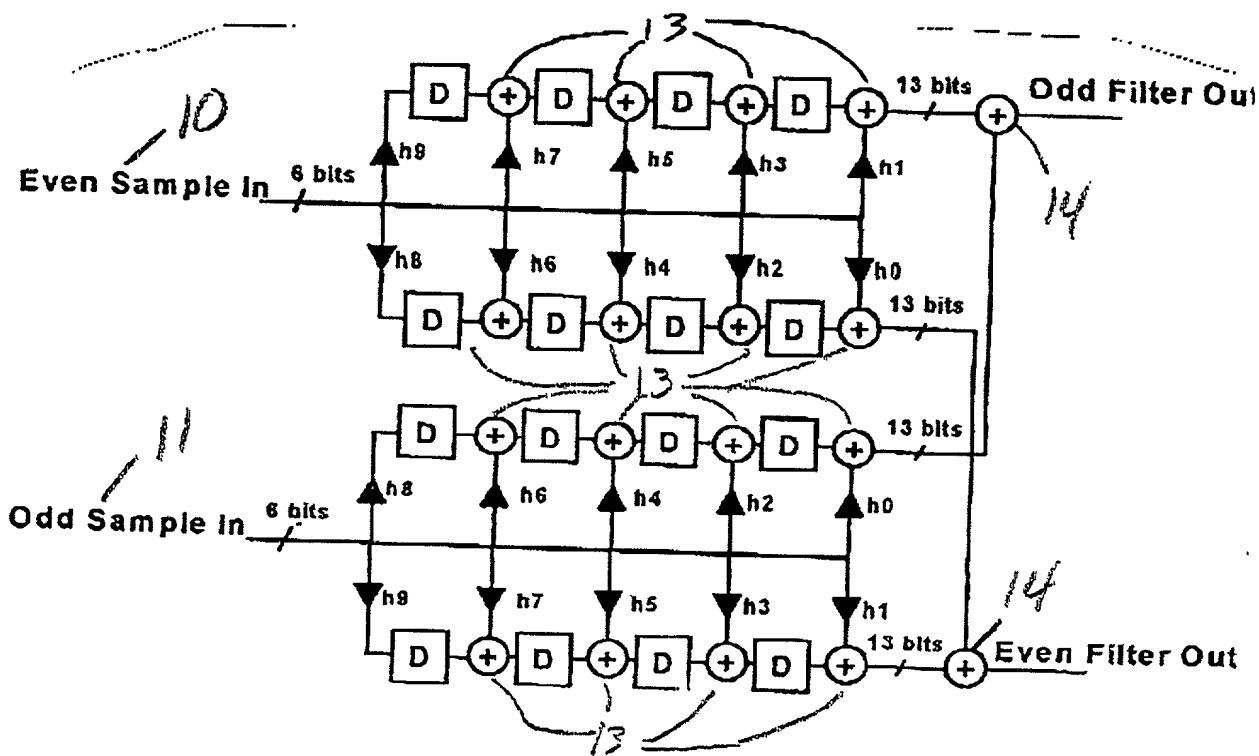 13
D + D + D + D + 13 bits + Odd Filter Out
10
h9 h7 h5 h3 h1
Even Sample In 6 bits
14
h8 h6 h4 h2 h0
D + D + D + D + 13 bits
13
D + D + D + D + 13 bits
11
h8 h6 h4 h2 h0
Odd Sample In 6 bits
h9 h7 h5 h3 h1
14
D + D + D + D + 13 bits + Even Filter Out
13